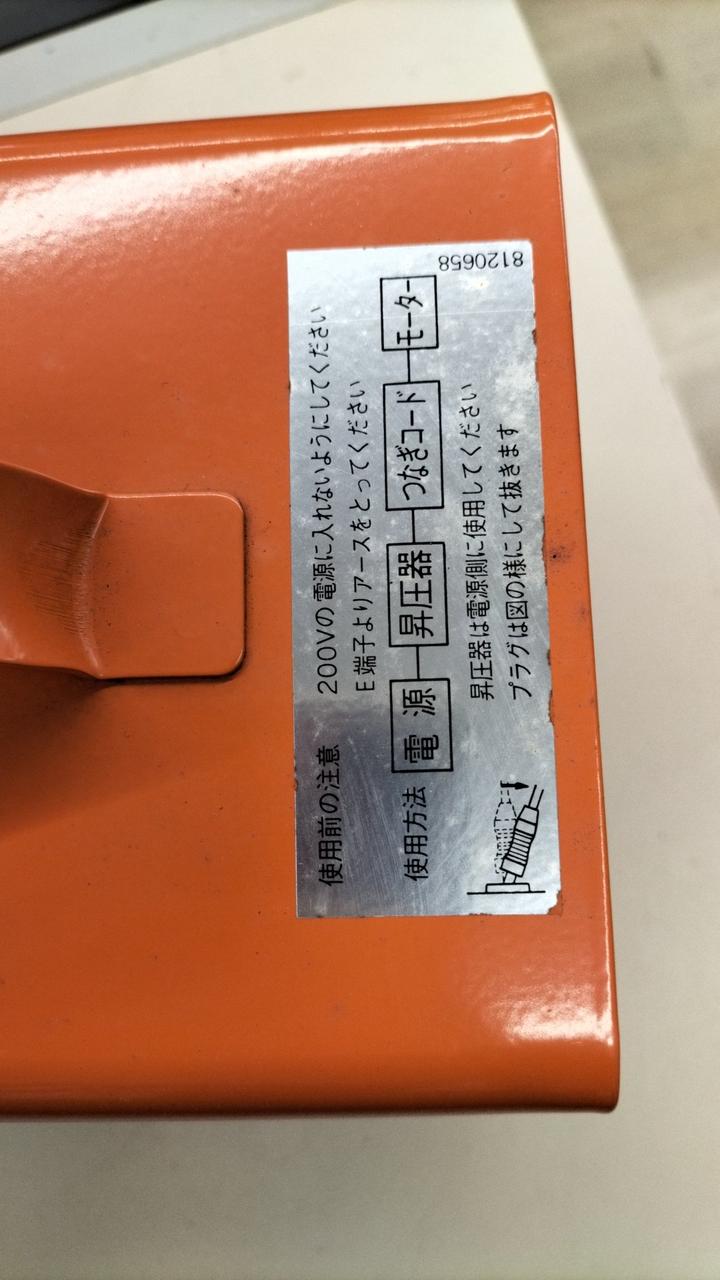 使用前の注意 200Vの電源に入れないようにしてください
E端子よりアースをとってください
使用方法 電源 昇圧器 つなぎコード モーター
昇圧器は電源側に使用してください
プラグは図の様にして抜きます
8120658